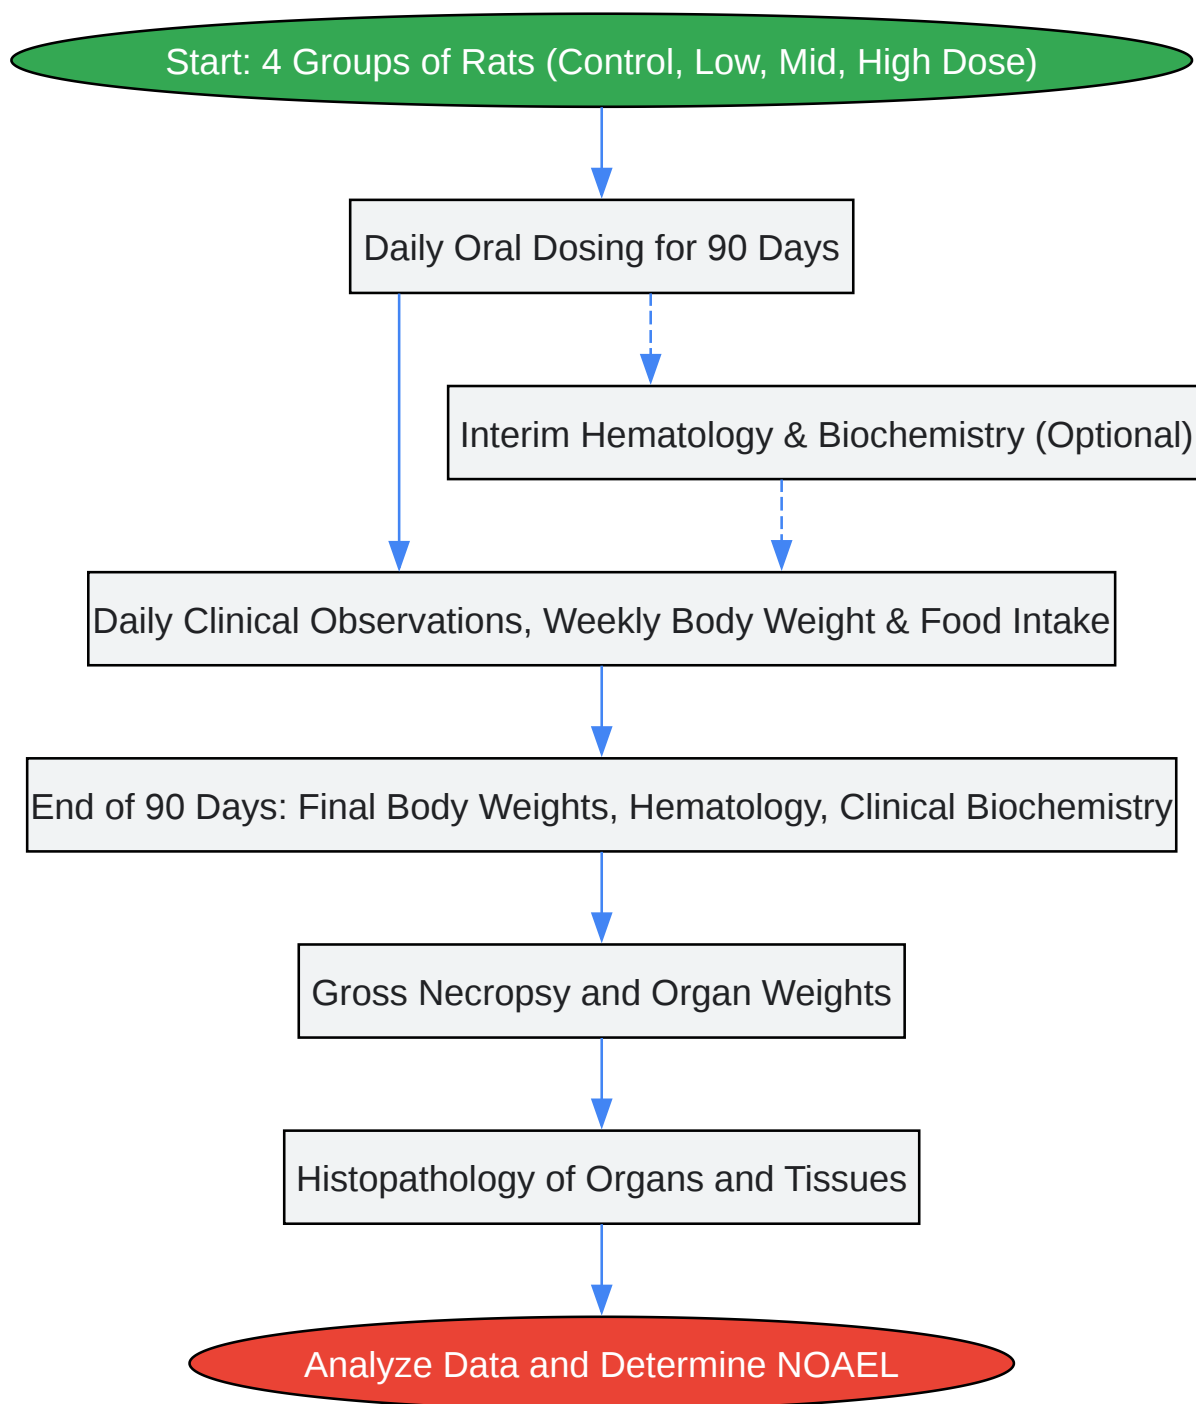 Start: 4 Groups of Rats (Control, Low, Mid, High Dose)
Daily Oral Dosing for 90 Days
Interim Hematology & Biochemistry (Optional)
Daily Clinical Observations, Weekly Body Weight & Food Intake
End of 90 Days: Final Body Weights, Hematology, Clinical Biochemistry
Gross Necropsy and Organ Weights
Histopathology of Organs and Tissues
Analyze Data and Determine NOAEL